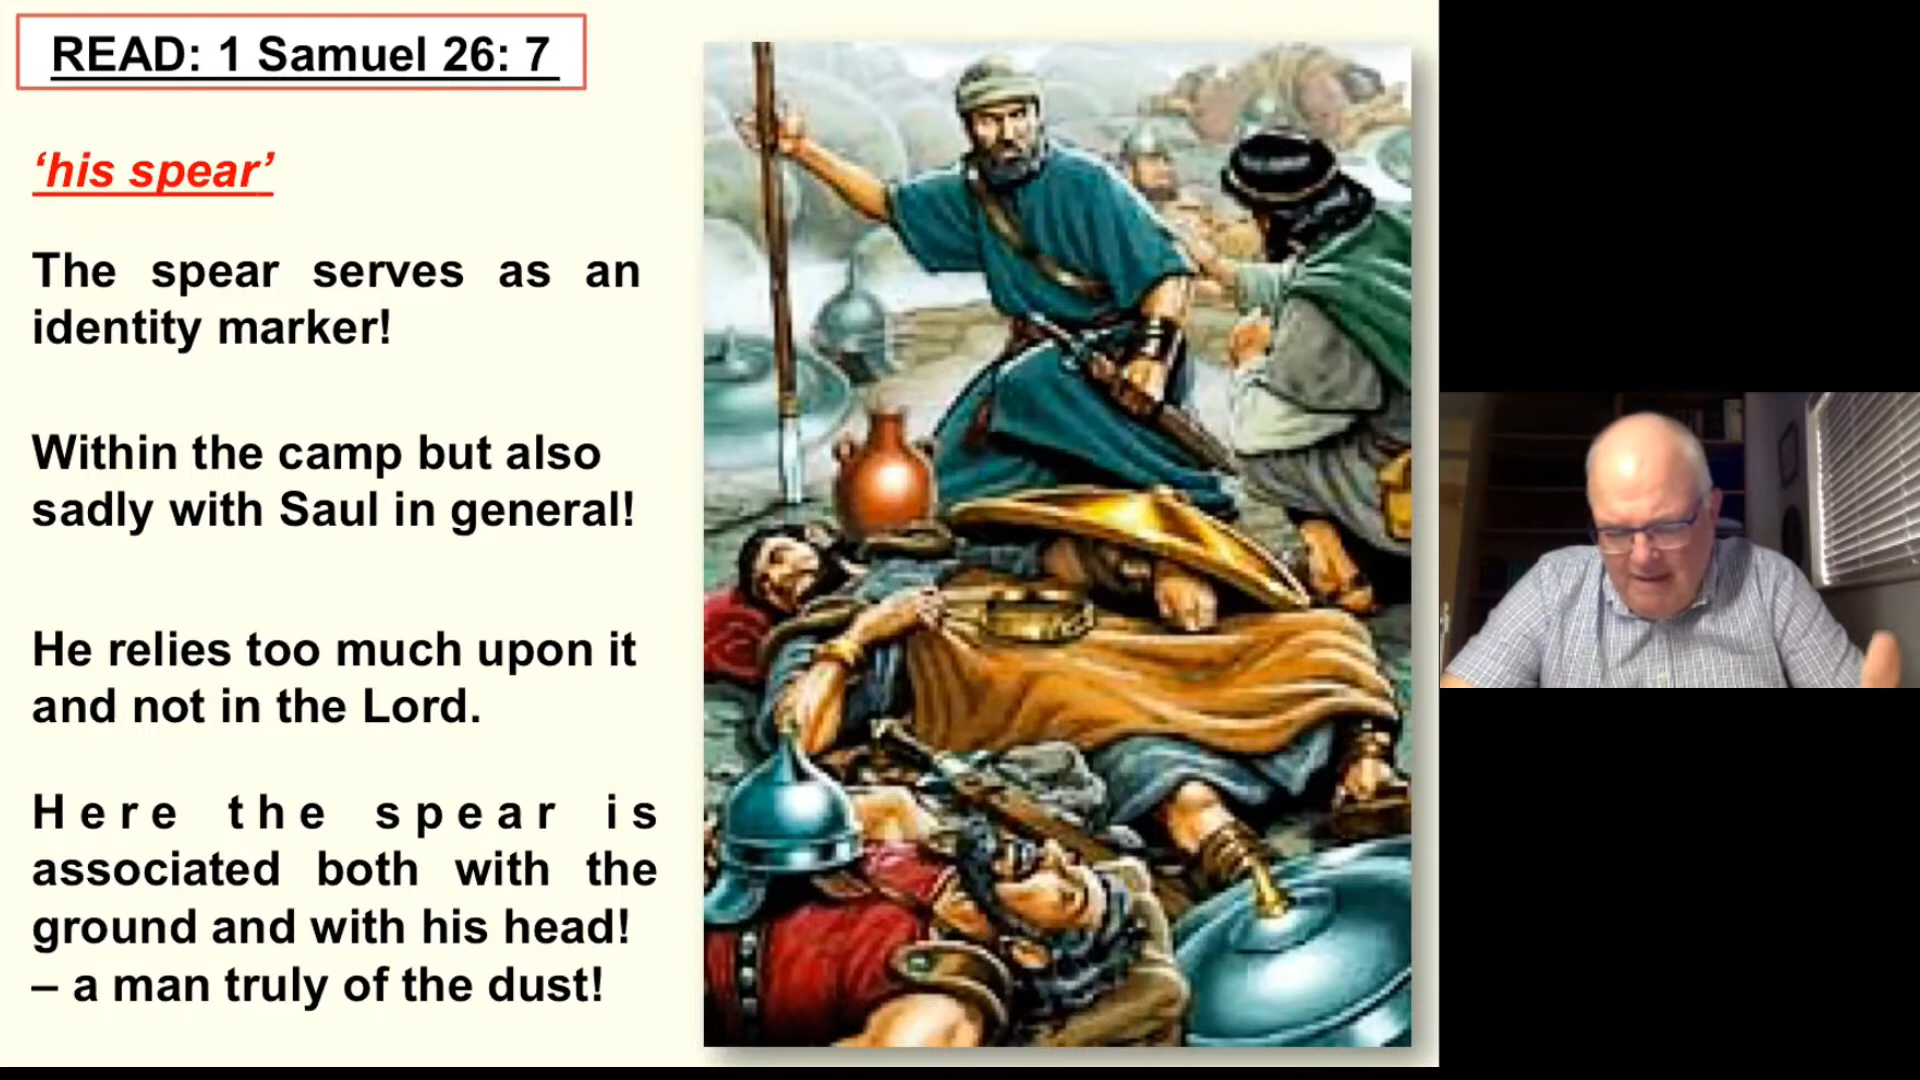 READ: 1 Samuel 26: 7
‘his spear’
The spear serves as an
identity marker!
Within the camp but also
sadly with Saul in general!
He relies too much upon it
and not in the Lord.
Here the spear is
associated both with the
ground and with his head!
– a man truly of the dust!